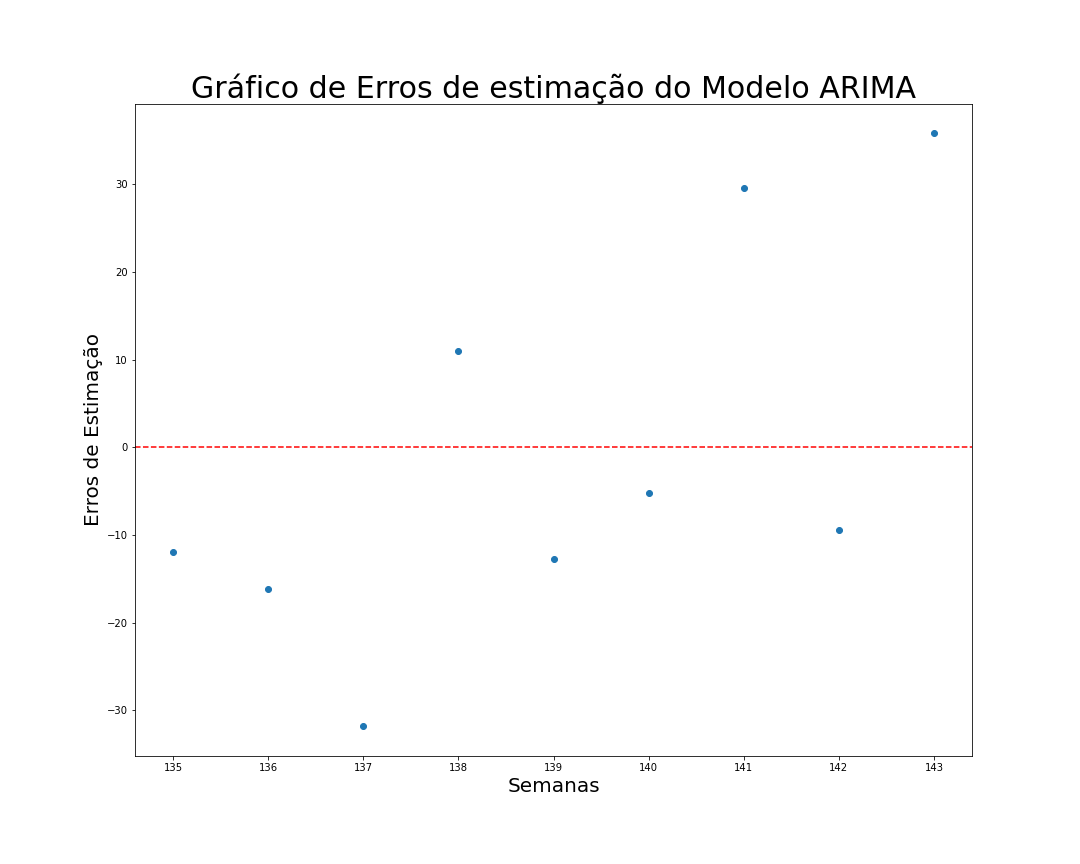 Gráfico de Erros de estimação do Modelo ARIMA
Erros de Estimação
30
20
10
0
−10
−20
−30
135 136 137 138 139 140 141 142 143
Semanas